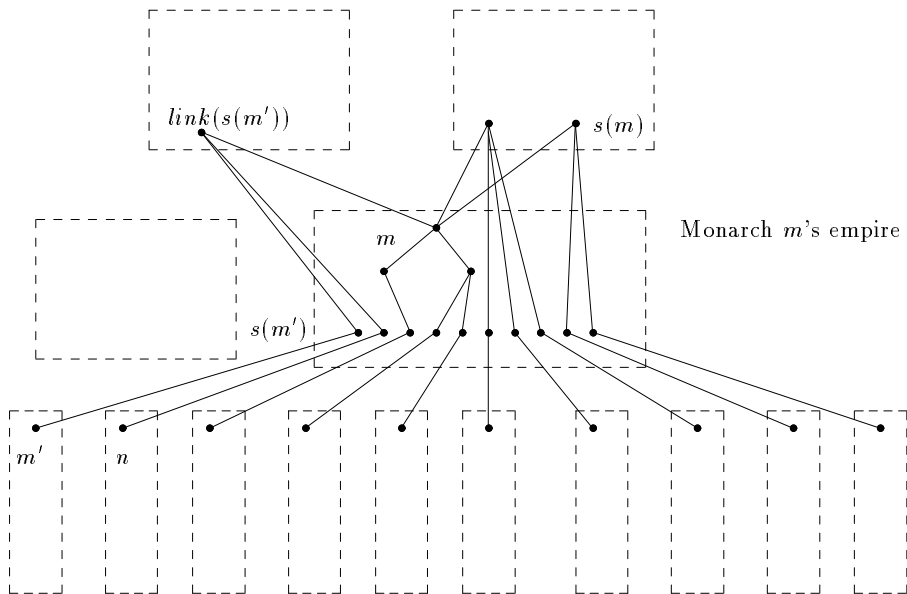 link(s(m′))
s(m)
m
Monarch m's empire
s(m′)
m′
n